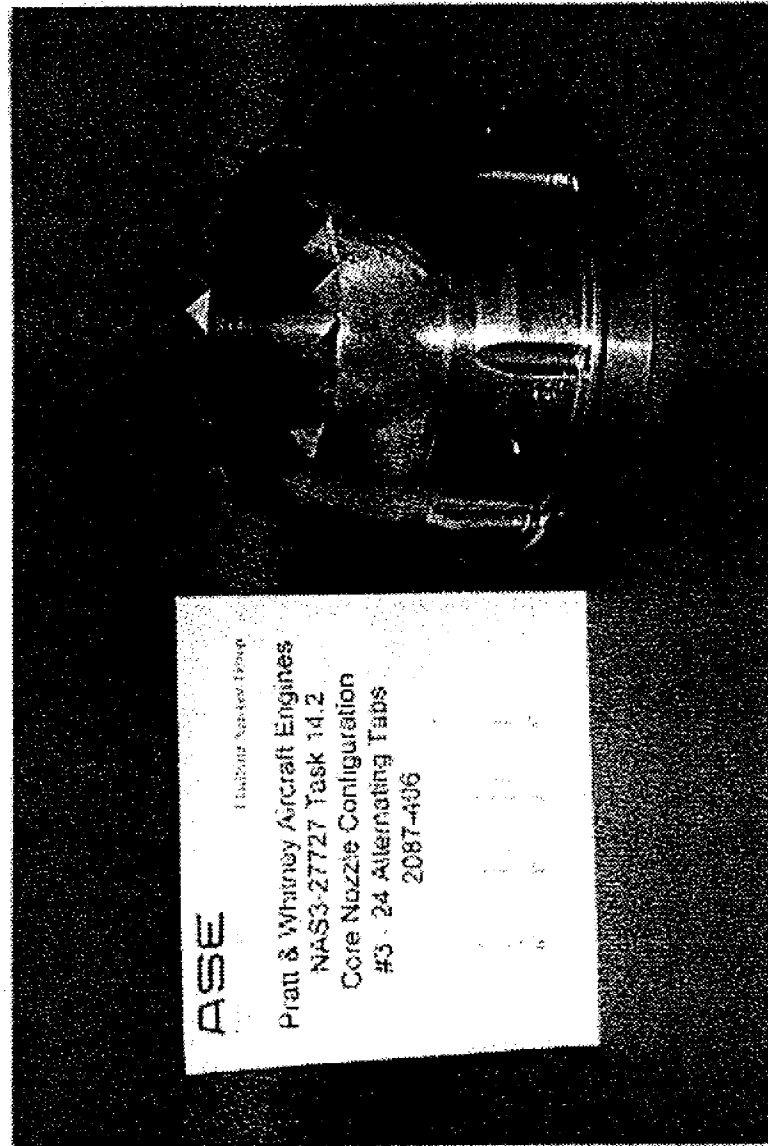 ASE
Pratt & Whitney Aircraft Engines
NAS3-27727 Task 14.2
Core Nozzle Configuration
#3 - 24 Alternating Tabs
2087-406